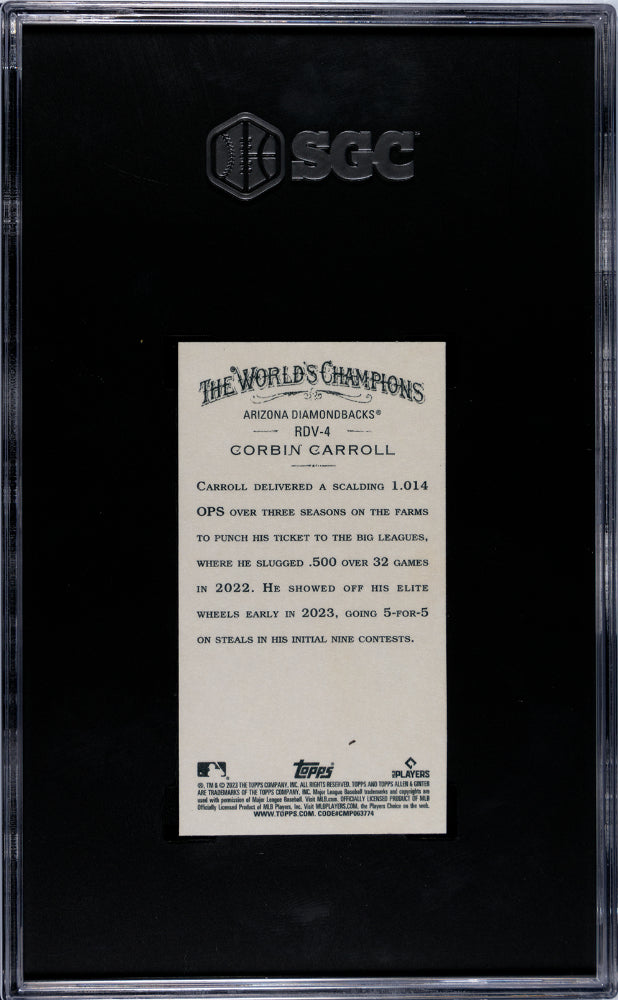 SGC
THE WORLD'S CHAMPIONS
ARIZONA DIAMONDBACKS®
RDV-4
CORBIN CARROLL
CARROLL DELIVERED A SCALDING 1.014
OPS OVER THREE SEASONS ON THE FARMS
TO PUNCH HIS TICKET TO THE BIG LEAGUES,
WHERE HE SLUGGED .500 OVER 32 GAMES
IN 2022. HE SHOWED OFF HIS ELITE
WHEELS EARLY IN 2023, GOING 5-FOR-5
ON STEALS IN HIS INITIAL NINE CONTESTS.
Topps
PLAYERS
®, TM & © 2023 THE TOPPS COMPANY, INC. ALL RIGHTS RESERVED. TOPPS AND TOPPS ALLEN & GINTER
ARE TRADEMARKS OF THE TOPPS COMPANY, INC. Major League Baseball trademarks and copyrights are
used with permission of Major League Baseball. Visit MLB.com. OFFICIALLY LICENSED PRODUCT OF MLB
Officially Licensed Product of MLB Players, Inc. Visit MLBPLAYERS.COM, the Players Choice on the web.
WWW.TOPPS.COM. CODE#CMP063774